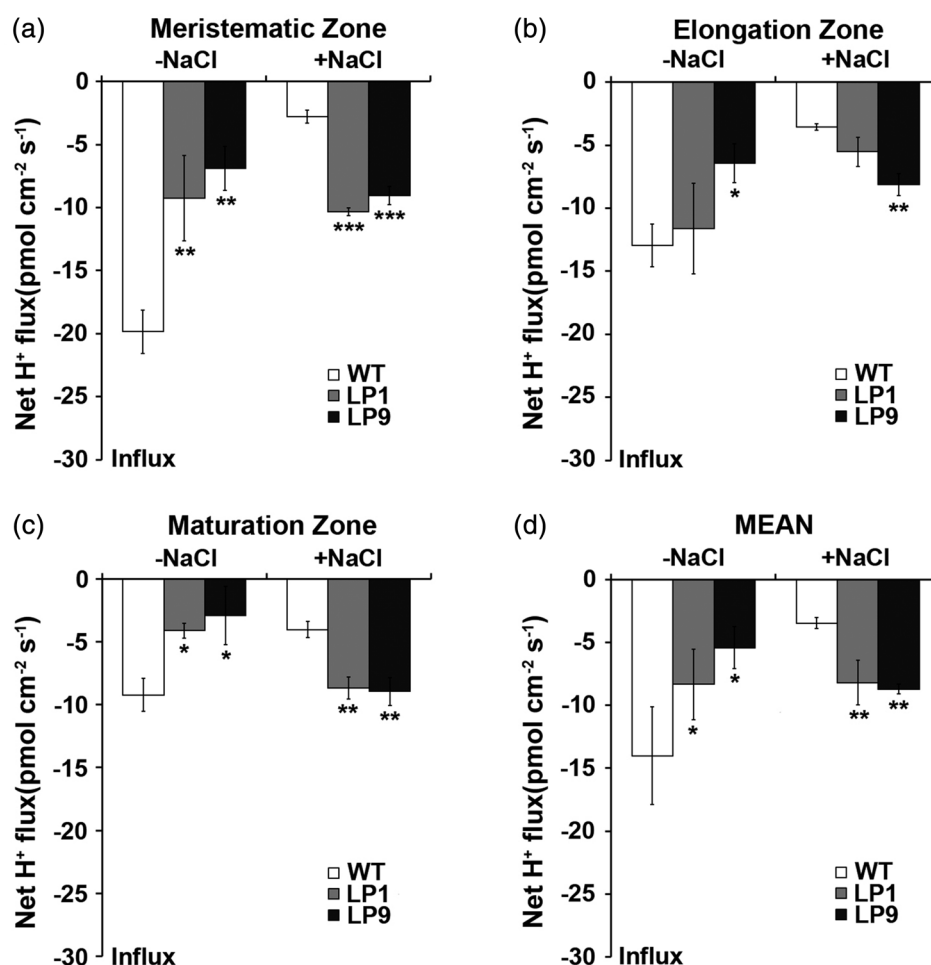 (a)
Meristematic Zone
-NaCl +NaCl
0
-5
-10
-15
-20
-25
-30
Net H⁺ flux(pmol cm⁻² s⁻¹)
** ** *** ***
WT
LP1
LP9
Influx
(b)
Elongation Zone
-NaCl +NaCl
0
-5
-10
-15
-20
-25
-30
Net H⁺ flux(pmol cm⁻² s⁻¹)
* **
WT
LP1
LP9
Influx
(c)
Maturation Zone
-NaCl +NaCl
0
-5
-10
-15
-20
-25
-30
Net H⁺ flux(pmol cm⁻² s⁻¹)
* * ** **
WT
LP1
LP9
Influx
(d)
MEAN
-NaCl +NaCl
0
-5
-10
-15
-20
-25
-30
Net H⁺ flux(pmol cm⁻² s⁻¹)
* * ** **
WT
LP1
LP9
Influx